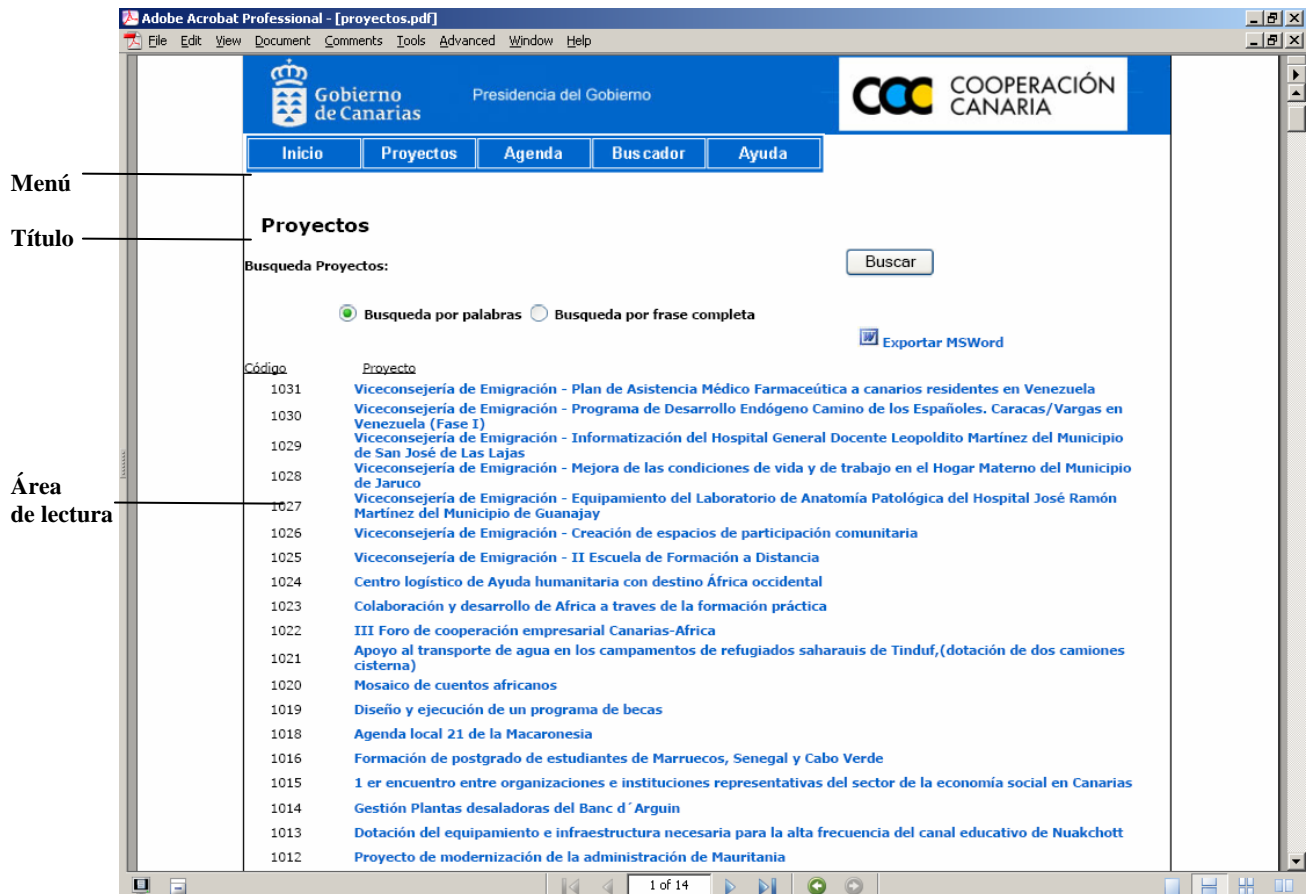 Adobe Acrobat Professional - [proyectos.pdf]
File Edit View Document Comments Tools Advanced Window Help
Gobierno
de Canarias
Presidencia del Gobierno
COC COOPERACIÓN
CANARIA
Inicio Proyectos Agenda Buscador Ayuda
Menú
Proyectos
Título
Busqueda Proyectos:
Buscar
Busqueda por palabras Busqueda por frase completa
Exportar MSWord
Código Proyecto
1031 Viceconsejería de Emigración - Plan de Asistencia Médico Farmaceútica a canarios residentes en Venezuela
1030 Viceconsejería de Emigración - Programa de Desarrollo Endógeno Camino de los Españoles. Caracas/Vargas en
Venezuela (Fase I)
1029 Viceconsejería de Emigración - Informatización del Hospital General Docente Leopoldito Martínez del Municipio
de San José de Las Lajas
1028 Viceconsejería de Emigración - Mejora de las condiciones de vida y de trabajo en el Hogar Materno del Municipio
de Jaruco
Área
de lectura
1027 Viceconsejería de Emigración - Equipamiento del Laboratorio de Anatomía Patológica del Hospital José Ramón
Martínez del Municipio de Guanajay
1026 Viceconsejería de Emigración - Creación de espacios de participación comunitaria
1025 Viceconsejería de Emigración - II Escuela de Formación a Distancia
1024 Centro logístico de Ayuda humanitaria con destino África occidental
1023 Colaboración y desarrollo de Africa a traves de la formación práctica
1022 III Foro de cooperación empresarial Canarias-Africa
1021 Apoyo al transporte de agua en los campamentos de refugiados saharauis de Tinduf,(dotación de dos camiones
cisterna)
1020 Mosaico de cuentos africanos
1019 Diseño y ejecución de un programa de becas
1018 Agenda local 21 de la Macaronesia
1016 Formación de postgrado de estudiantes de Marruecos, Senegal y Cabo Verde
1015 1 er encuentro entre organizaciones e instituciones representativas del sector de la economía social en Canarias
1014 Gestión Plantas desaladoras del Banc d´Arguin
1013 Dotación del equipamiento e infraestructura necesaria para la alta frecuencia del canal educativo de Nuakchott
1012 Proyecto de modernización de la administración de Mauritania
1 of 14